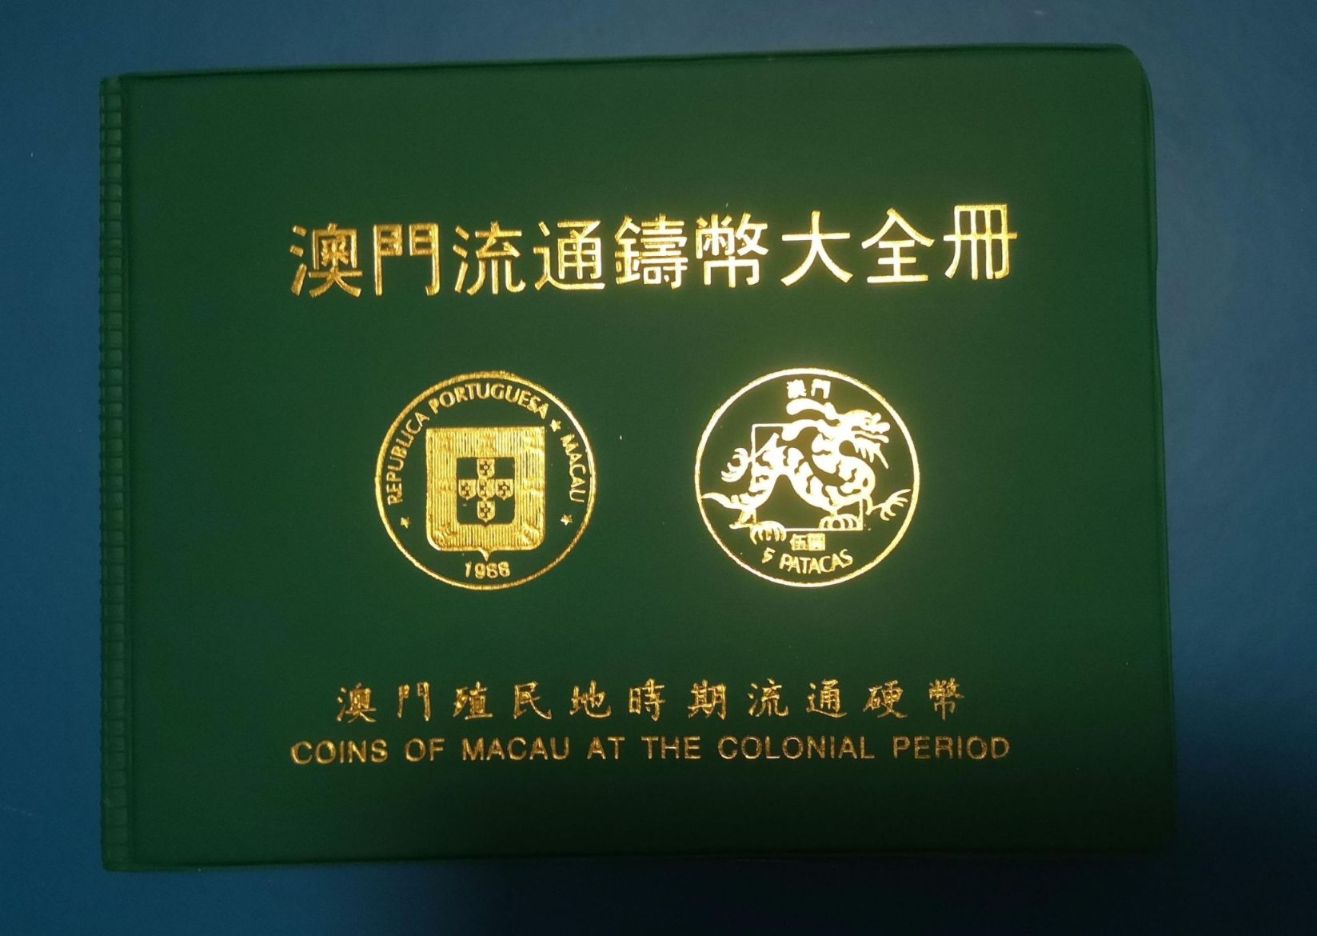 澳門流通鑄幣大全冊
REPUBLICA PORTUGUESA ★ MACAU ★
1988
澳門
伍圓
5 PATACAS
澳門殖民地時期流通硬幣
COINS OF MACAU AT THE COLONIAL PERIOD